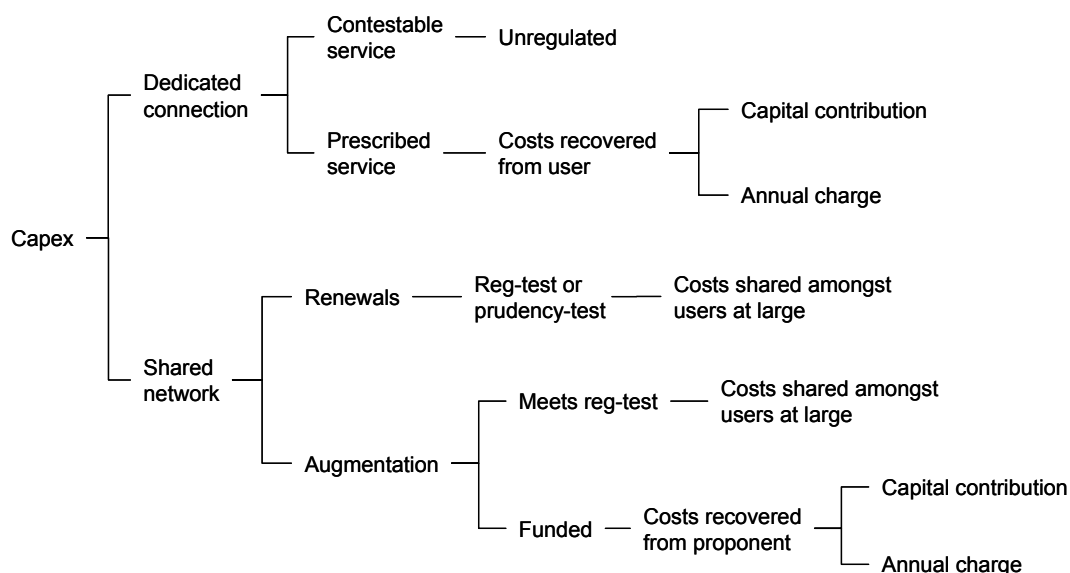 Contestable
service
Unregulated
Dedicated
connection
Capital contribution
Prescribed
service
Costs recovered
from user
Annual charge
Capex
Renewals
Reg-test or
prudency-test
Costs shared amongst
users at large
Shared
network
Meets reg-test
Costs shared amongst
users at large
Augmentation
Capital contribution
Funded
Costs recovered
from proponent
Annual charge